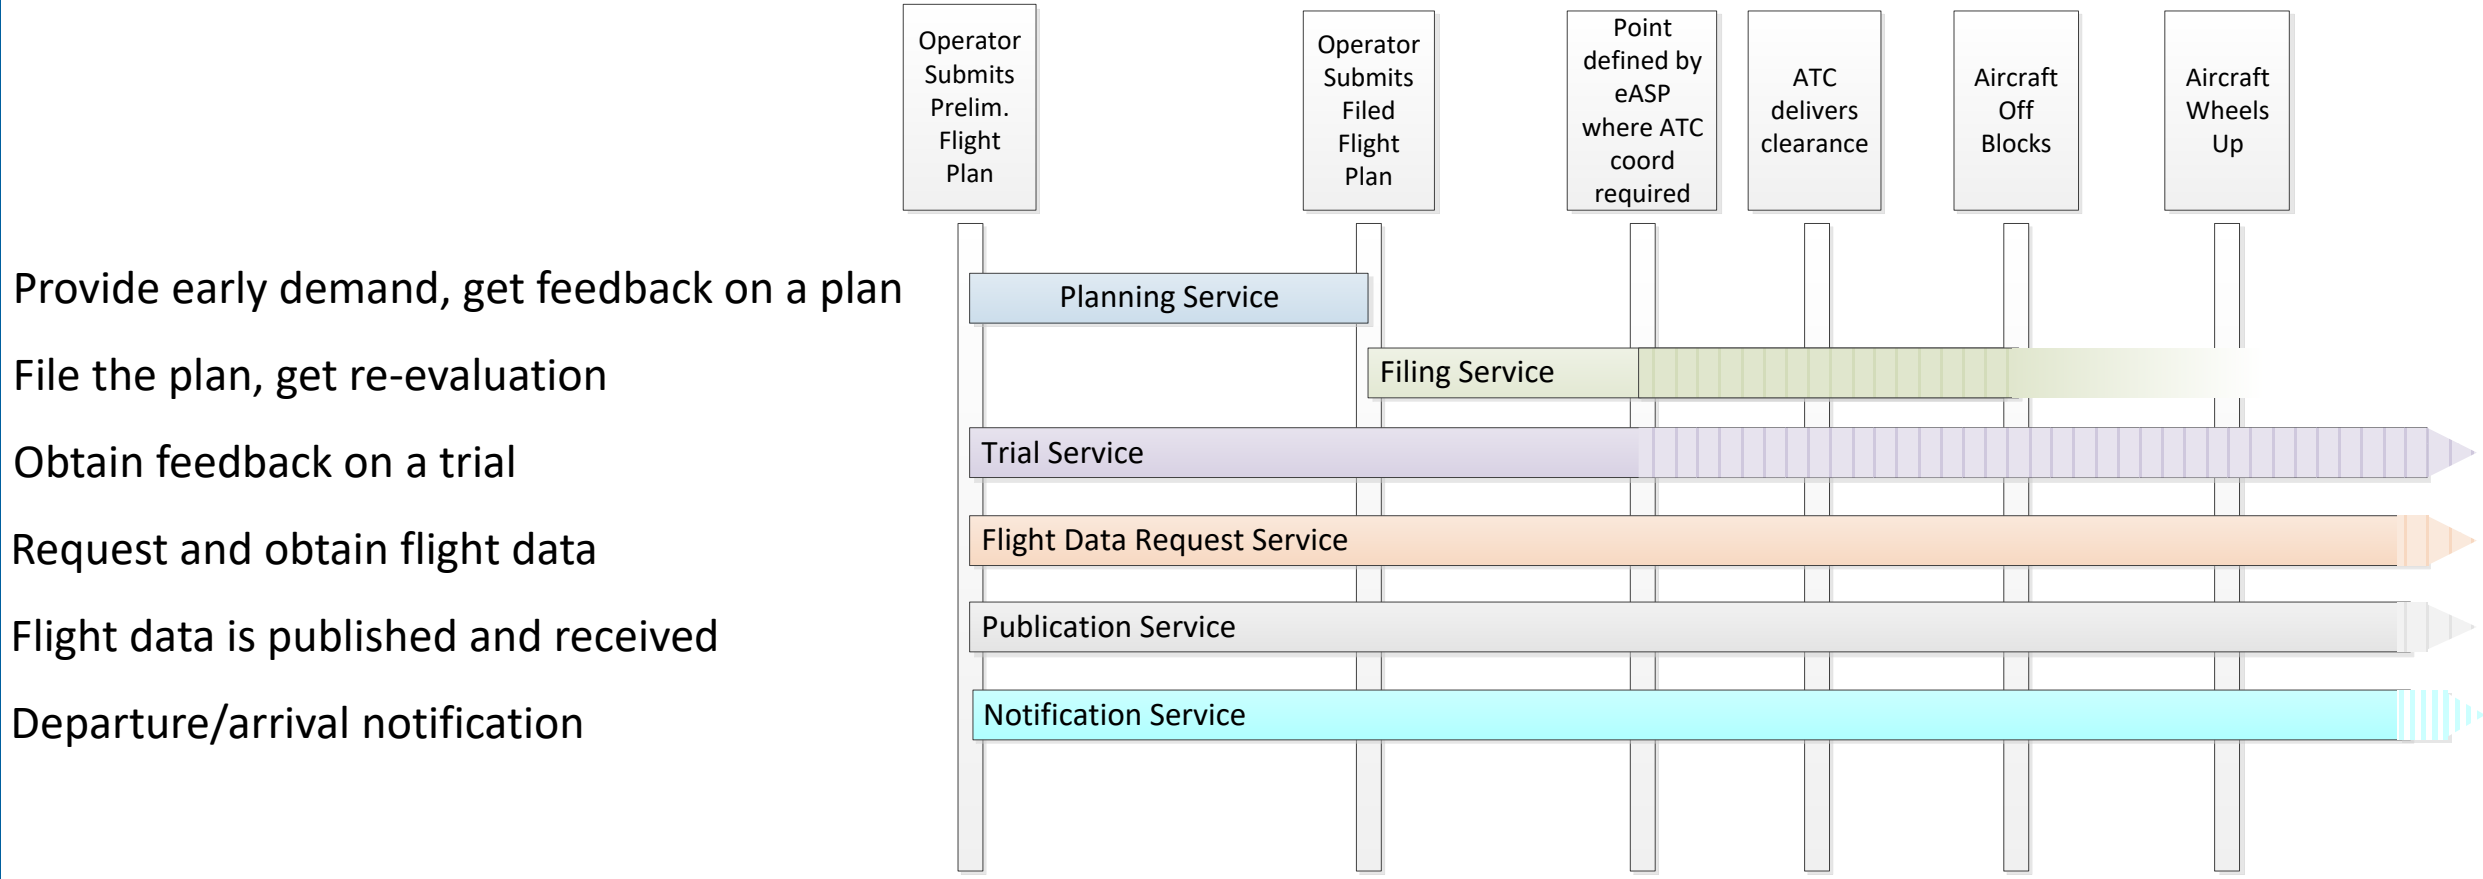 Operator
Submits
Prelim.
Flight
Plan
Operator
Submits
Filed
Flight
Plan
Point
defined by
eASP
where ATC
coord
required
ATC
delivers
clearance
Aircraft
Off
Blocks
Aircraft
Wheels
Up
Provide early demand, get feedback on a plan
Planning Service
File the plan, get re-evaluation
Filing Service
Obtain feedback on a trial
Trial Service
Request and obtain flight data
Flight Data Request Service
Flight data is published and received
Publication Service
Departure/arrival notification
Notification Service